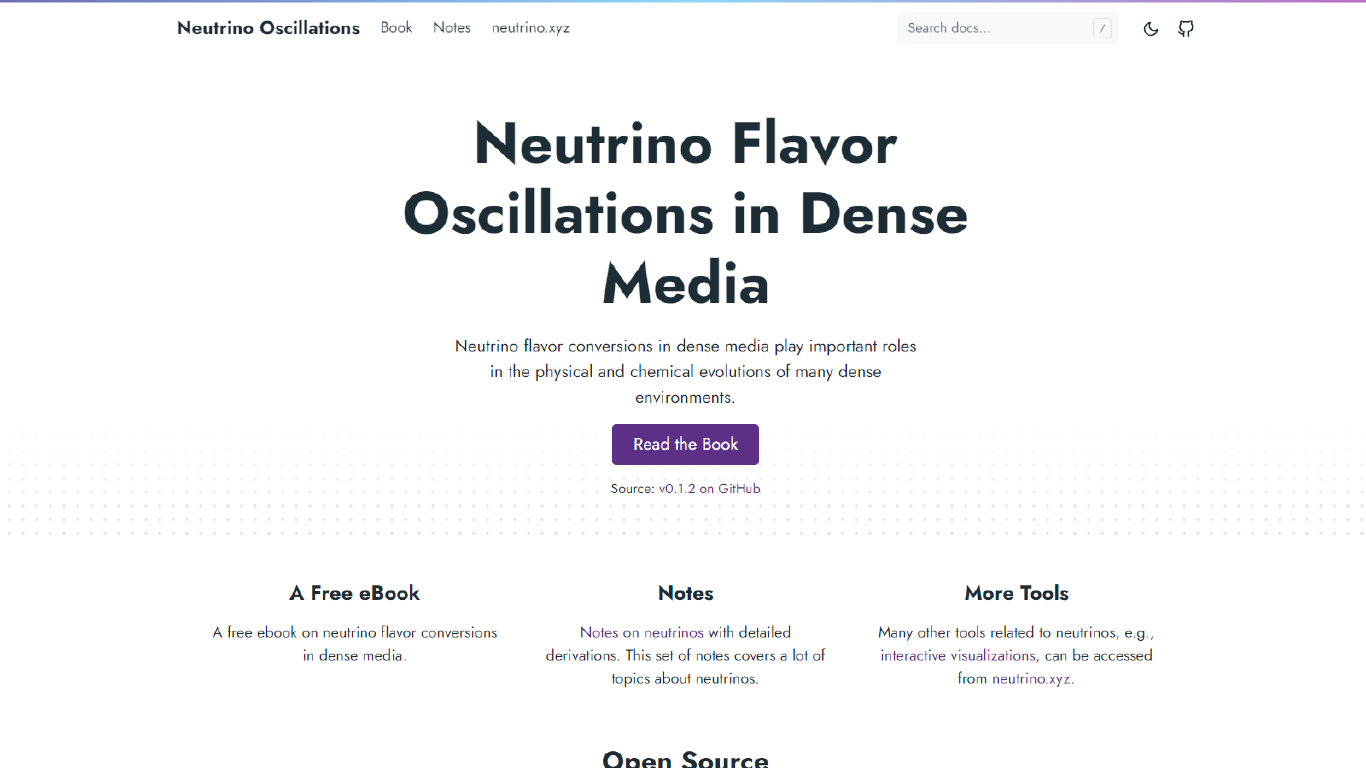 Neutrino Oscillations Book Notes neutrino.xyz Search docs... /
Neutrino Flavor
Oscillations in Dense
Media
Neutrino flavor conversions in dense media play important roles
in the physical and chemical evolutions of many dense
environments.
Read the Book
Source: v0.1.2 on GitHub
A Free eBook
A free ebook on neutrino flavor conversions
in dense media.
Notes
Notes on neutrinos with detailed
derivations. This set of notes covers a lot of
topics about neutrinos.
More Tools
Many other tools related to neutrinos, e.g.,
interactive visualizations, can be accessed
from neutrino.xyz.
Open Source